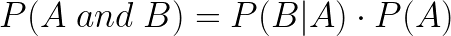 P(A and B) = P(B|A) · P(A)